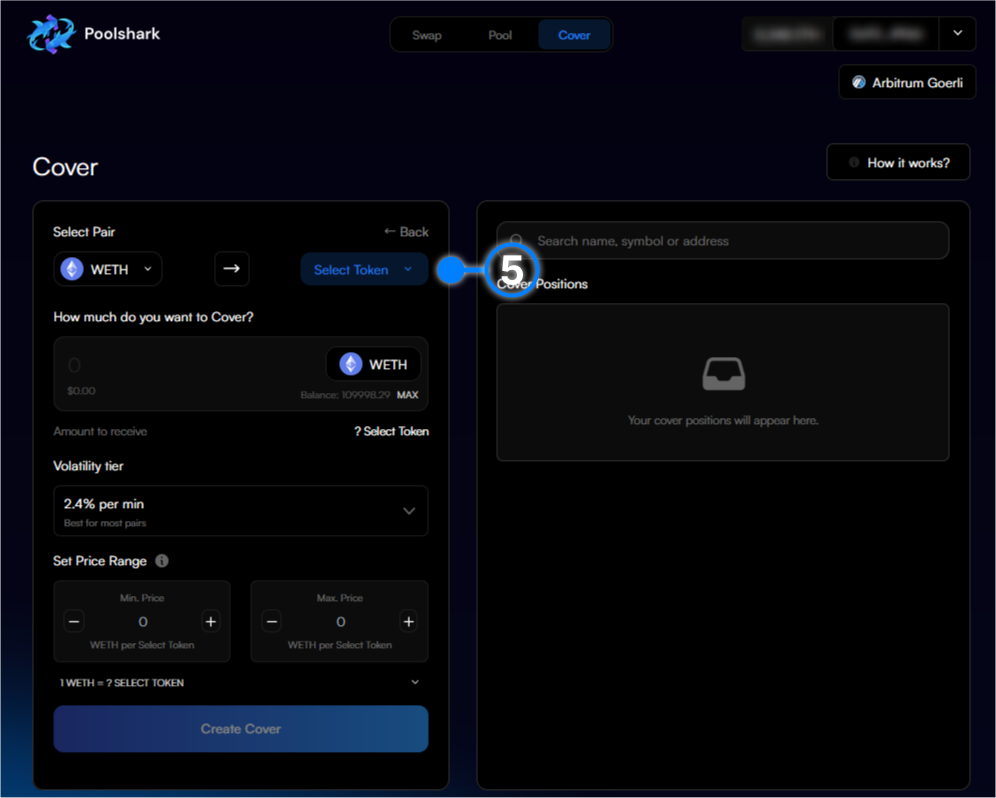 Poolshark
Swap Pool Cover
Arbitrum Goerli
Cover
How it works?
Select Pair
← Back
WETH → Select Token
5
How much do you want to Cover?
0 WETH
$0.00 Balance: 109998.29 MAX
Amount to receive ? Select Token
Volatility tier
2.4% per min
Best for most pairs
Set Price Range
Min. Price Max. Price
− 0 + − 0 +
WETH per Select Token WETH per Select Token
1 WETH = ? SELECT TOKEN
Create Cover
Search name, symbol or address
Cover Positions
Your cover positions will appear here.